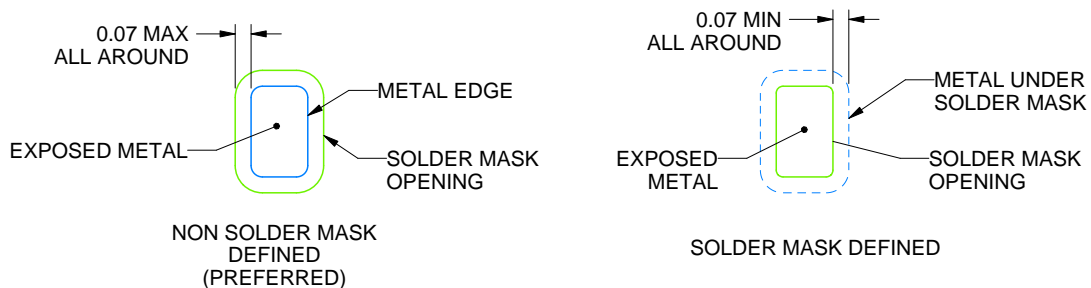 0.07 MAX
ALL AROUND
METAL EDGE
EXPOSED METAL
SOLDER MASK
OPENING
NON SOLDER MASK
DEFINED
(PREFERRED)
0.07 MIN
ALL AROUND
METAL UNDER
SOLDER MASK
EXPOSED
METAL
SOLDER MASK
OPENING
SOLDER MASK DEFINED